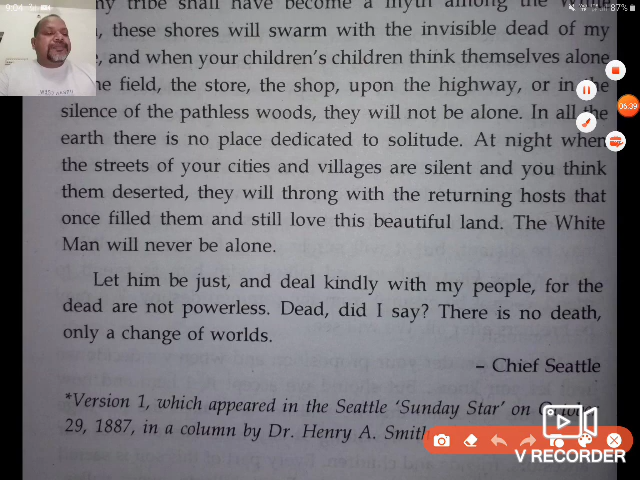 9:04
87%
tribe shall have become a myth among the White
these shores will swarm with the invisible dead of my
and when your children's children think themselves alone
field, the store, the shop, upon the highway, or in the
silence of the pathless woods, they will not be alone. In all the
earth there is no place dedicated to solitude. At night when
the streets of your cities and villages are silent and you think
them deserted, they will throng with the returning hosts that
once filled them and still love this beautiful land. The White
Man will never be alone.
Let him be just, and deal kindly with my people, for the
dead are not powerless. Dead, did I say? There is no death,
only a change of worlds.
– Chief Seattle
*Version 1, which appeared in the Seattle 'Sunday Star' on
29, 1887, in a column by Dr. Henry A. Smith
06:39
V RECORDER